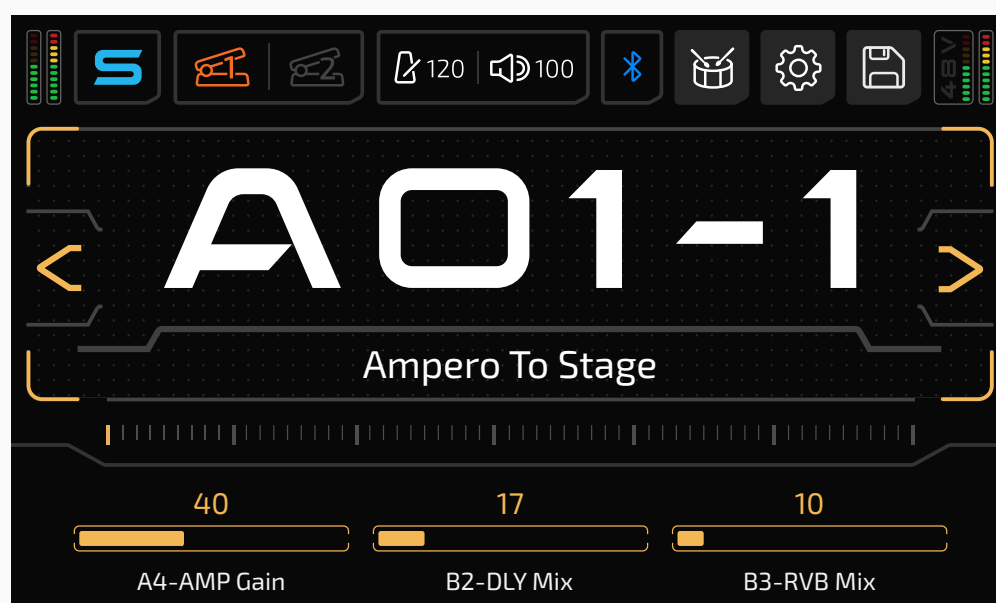 S 1 2 120 100 48V
A01-1
Ampero To Stage
40 17 10
A4-AMP Gain B2-DLY Mix B3-RVB Mix